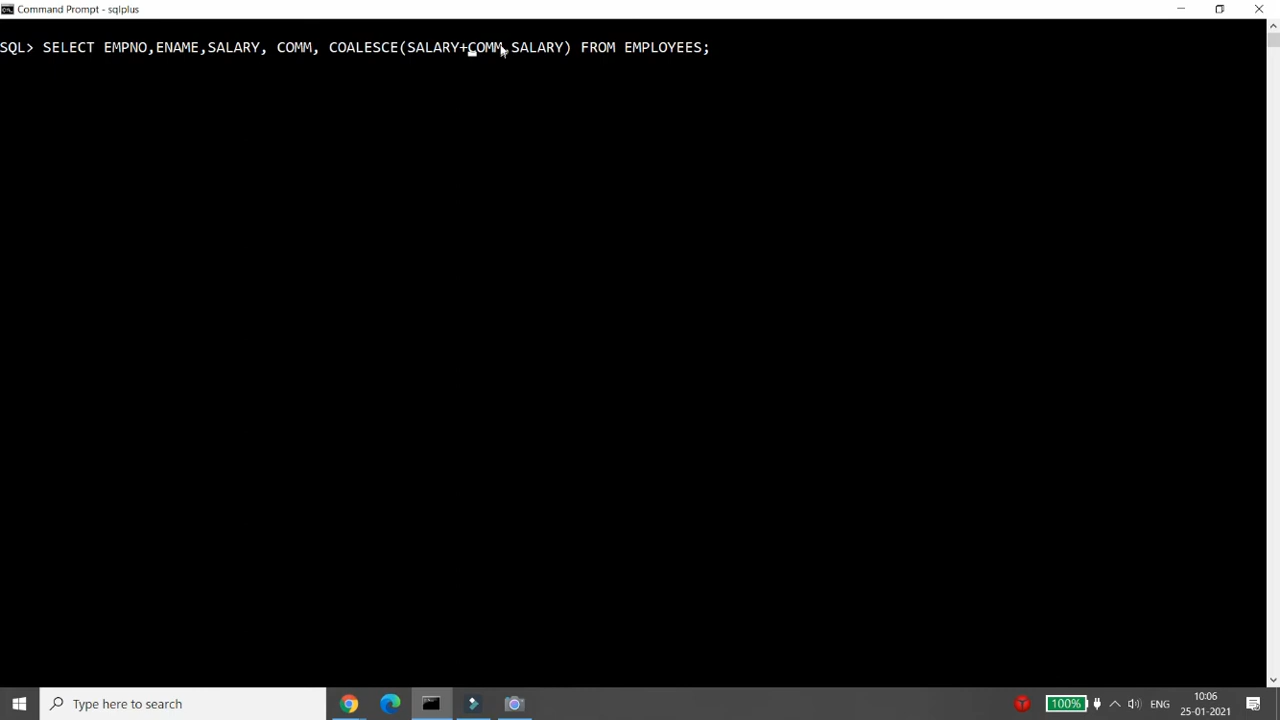 Command Prompt - sqlplus
SQL> SELECT EMPNO,ENAME,SALARY, COMM, COALESCE(SALARY+COMM,SALARY) FROM EMPLOYEES;
Type here to search
100%
ENG
10:06
25-01-2021